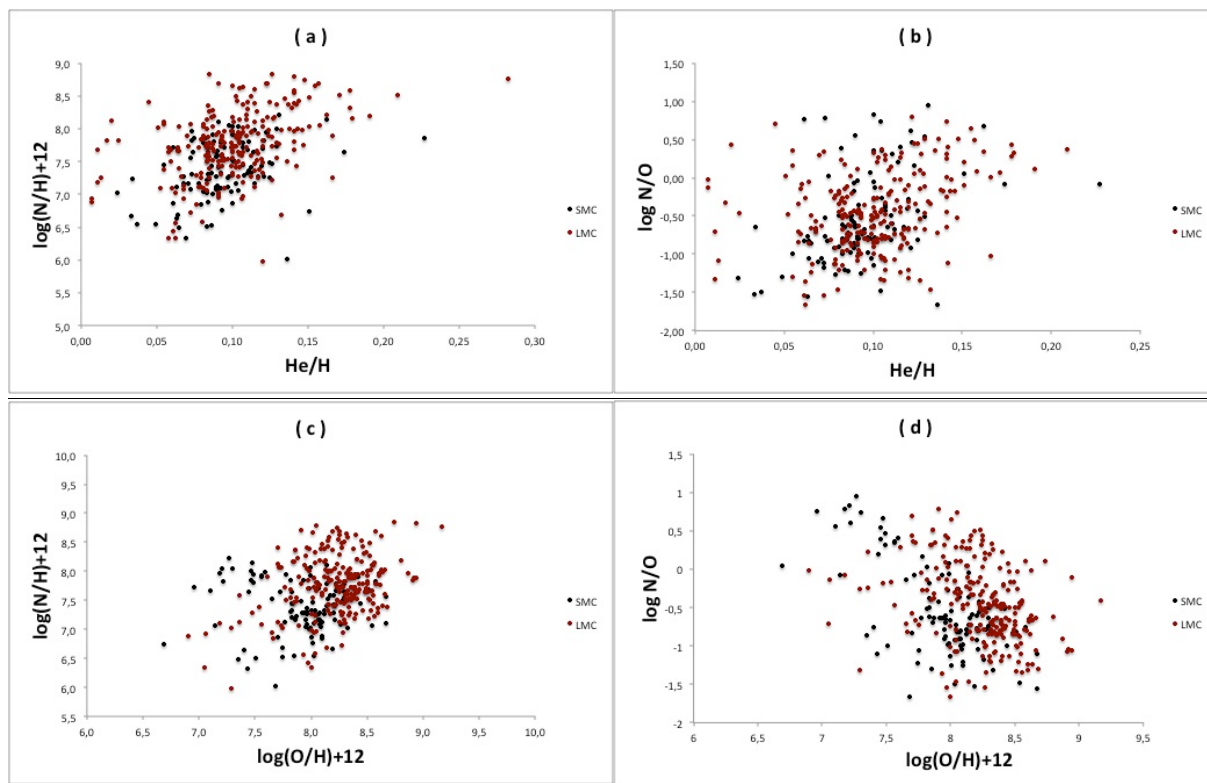 ( a )
9,0
8,5
8,0
7,5
7,0
6,5
6,0
5,5
5,0
log(N/H)+12
0,00 0,05 0,10 0,15 0,20 0,25 0,30
He/H
SMC
LMC
( b )
1,50
1,00
0,50
0,00
-0,50
-1,00
-1,50
-2,00
log N/O
0,00 0,05 0,10 0,15 0,20 0,25
He/H
SMC
LMC
( c )
10,0
9,5
9,0
8,5
8,0
7,5
7,0
6,5
6,0
5,5
log(N/H)+12
6,0 6,5 7,0 7,5 8,0 8,5 9,0 9,5 10,0
log(O/H)+12
SMC
LMC
( d )
1,5
1
0,5
0
-0,5
-1
-1,5
-2
log N/O
6 6,5 7 7,5 8 8,5 9 9,5
log(O/H)+12
SMC
LMC